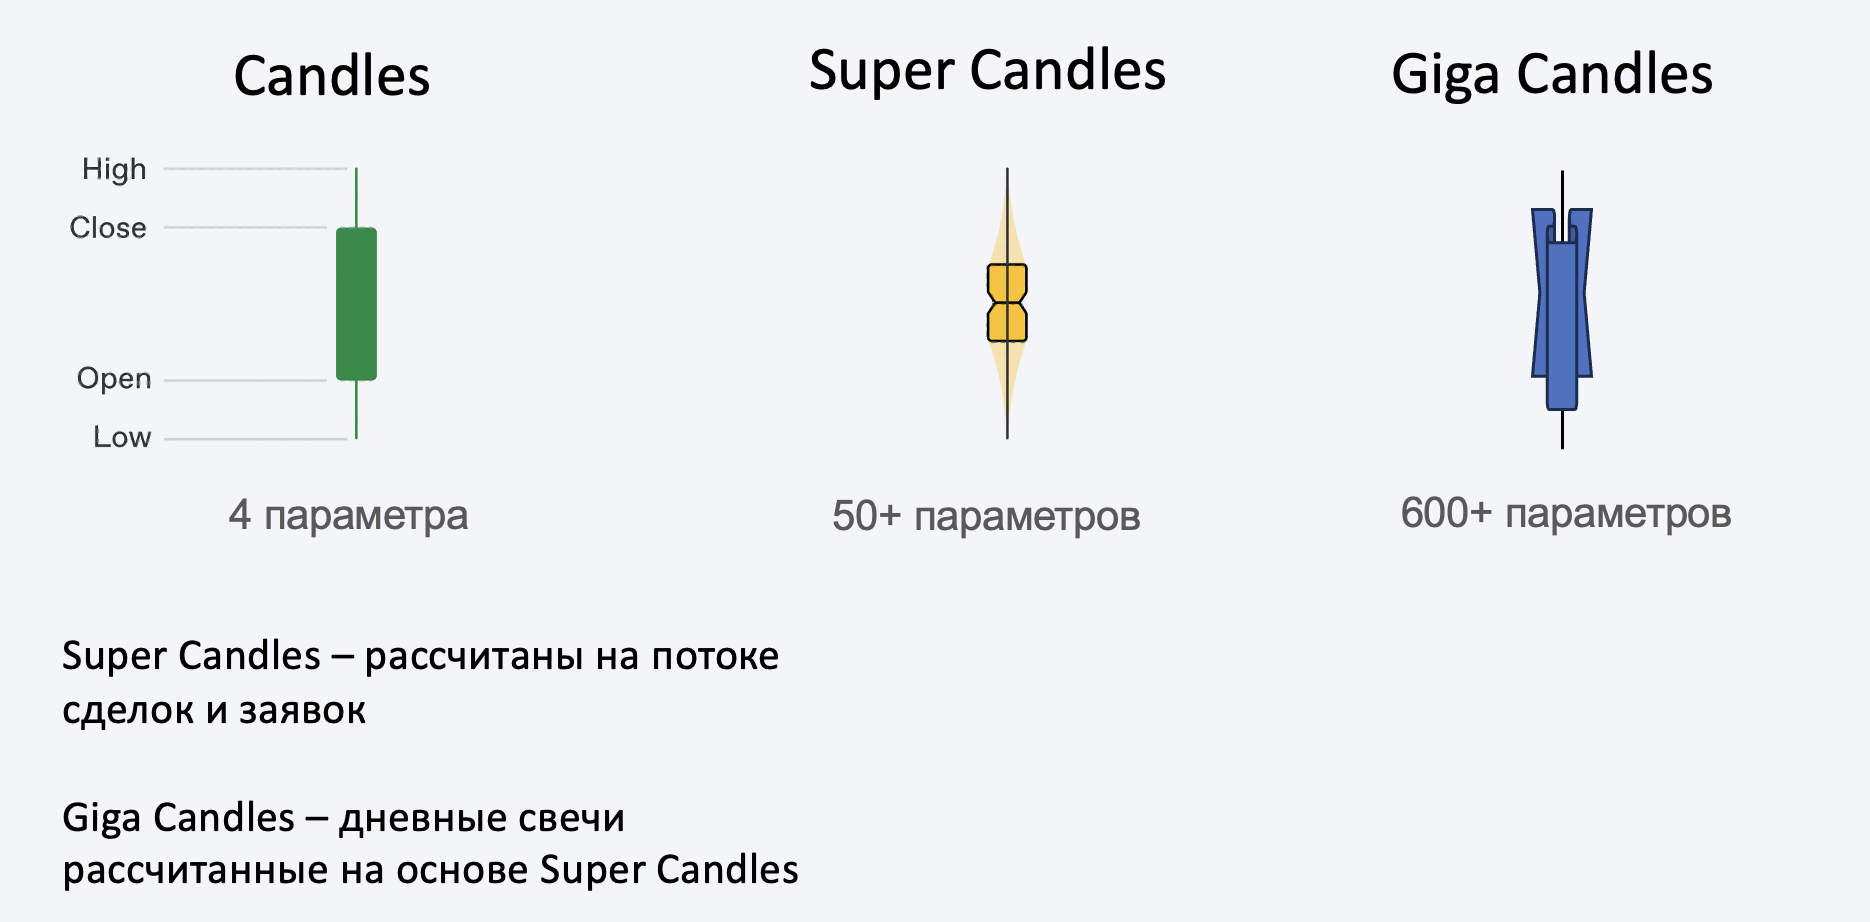 Candles
Super Candles
Giga Candles
High
Close
Open
Low
4 параметра
50+ параметров
600+ параметров
Super Candles – рассчитаны на потоке
сделок и заявок
Giga Candles – дневные свечи
рассчитанные на основе Super Candles